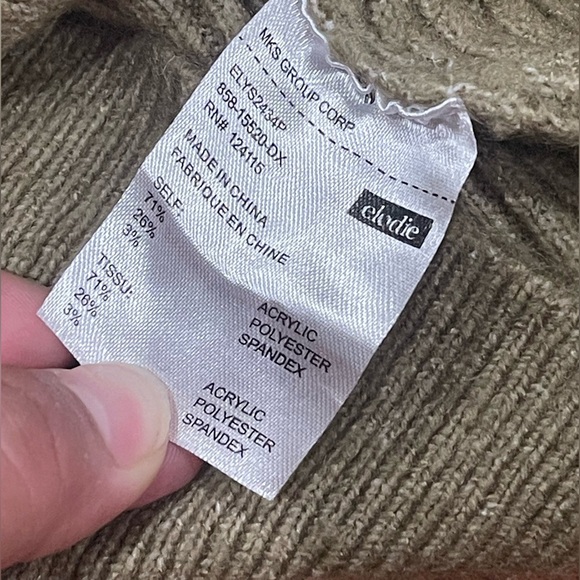 MKS GROUP CORP
ELYS2434P
858-15520-DX
RN# 124115
MADE IN CHINA
FABRIQUE EN CHINE
elodie
SELF:
71% ACRYLIC
26% POLYESTER
3% SPANDEX
TISSU:
71% ACRYLIC
26% POLYESTER
3% SPANDEX